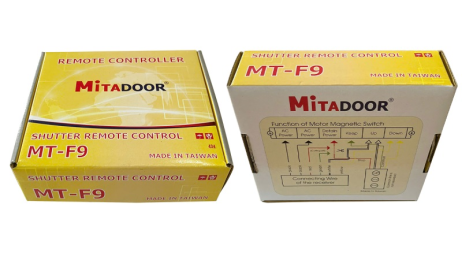 REMOTE CONTROLLER
MITADOOR®
SHUTTER REMOTE CONTROL
MT-F9
MADE IN TAIWAN
SHUTTER REMOTE CONTROL
MT-F9
MADE IN TAIWAN
SHUTTER REMOTE CONTROL
MT-F9
MADE IN TAIWAN
MITADOOR®
Function of Motor Magnetic Switch
AC Power
AC Power
Power
Down
Connecting Wire
of the receiver